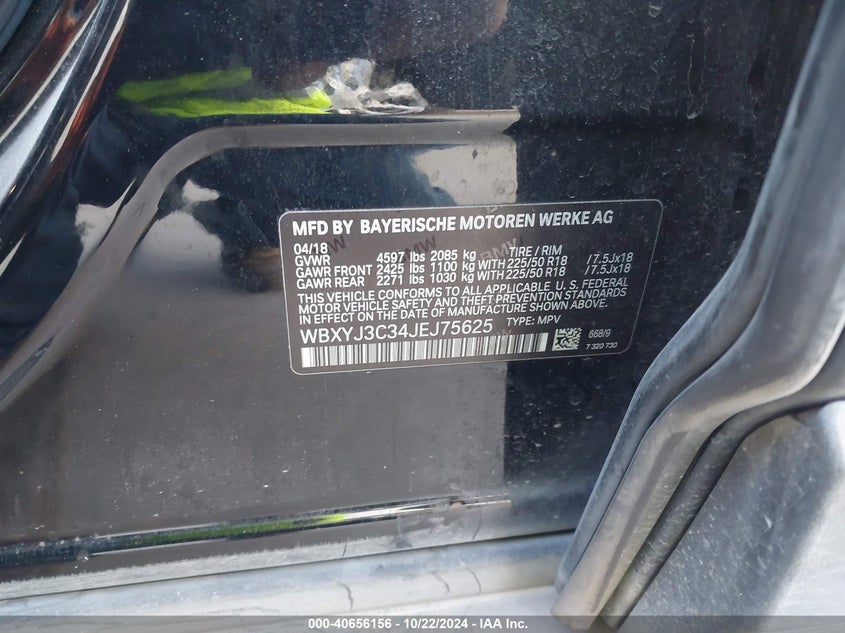 MFD BY BAYERISCHE MOTOREN WERKE AG
04/18
GVWR 4597 lbs 2085 kg TIRE / RIM
GAWR FRONT 2425 lbs 1100 kg WITH 225/50 R18 / 7.5Jx18
GAWR REAR 2271 lbs 1030 kg WITH 225/50 R18 / 7.5Jx18
THIS VEHICLE CONFORMS TO ALL APPLICABLE U. S. FEDERAL
MOTOR VEHICLE SAFETY AND THEFT PREVENTION STANDARDS
IN EFFECT ON THE DATE OF MANUFACTURE SHOWN ABOVE.
WBXYJ3C34JEJ75625 TYPE: MPV
668/9
7 320 730
000-40656156 - 10/22/2024 - IAA Inc.